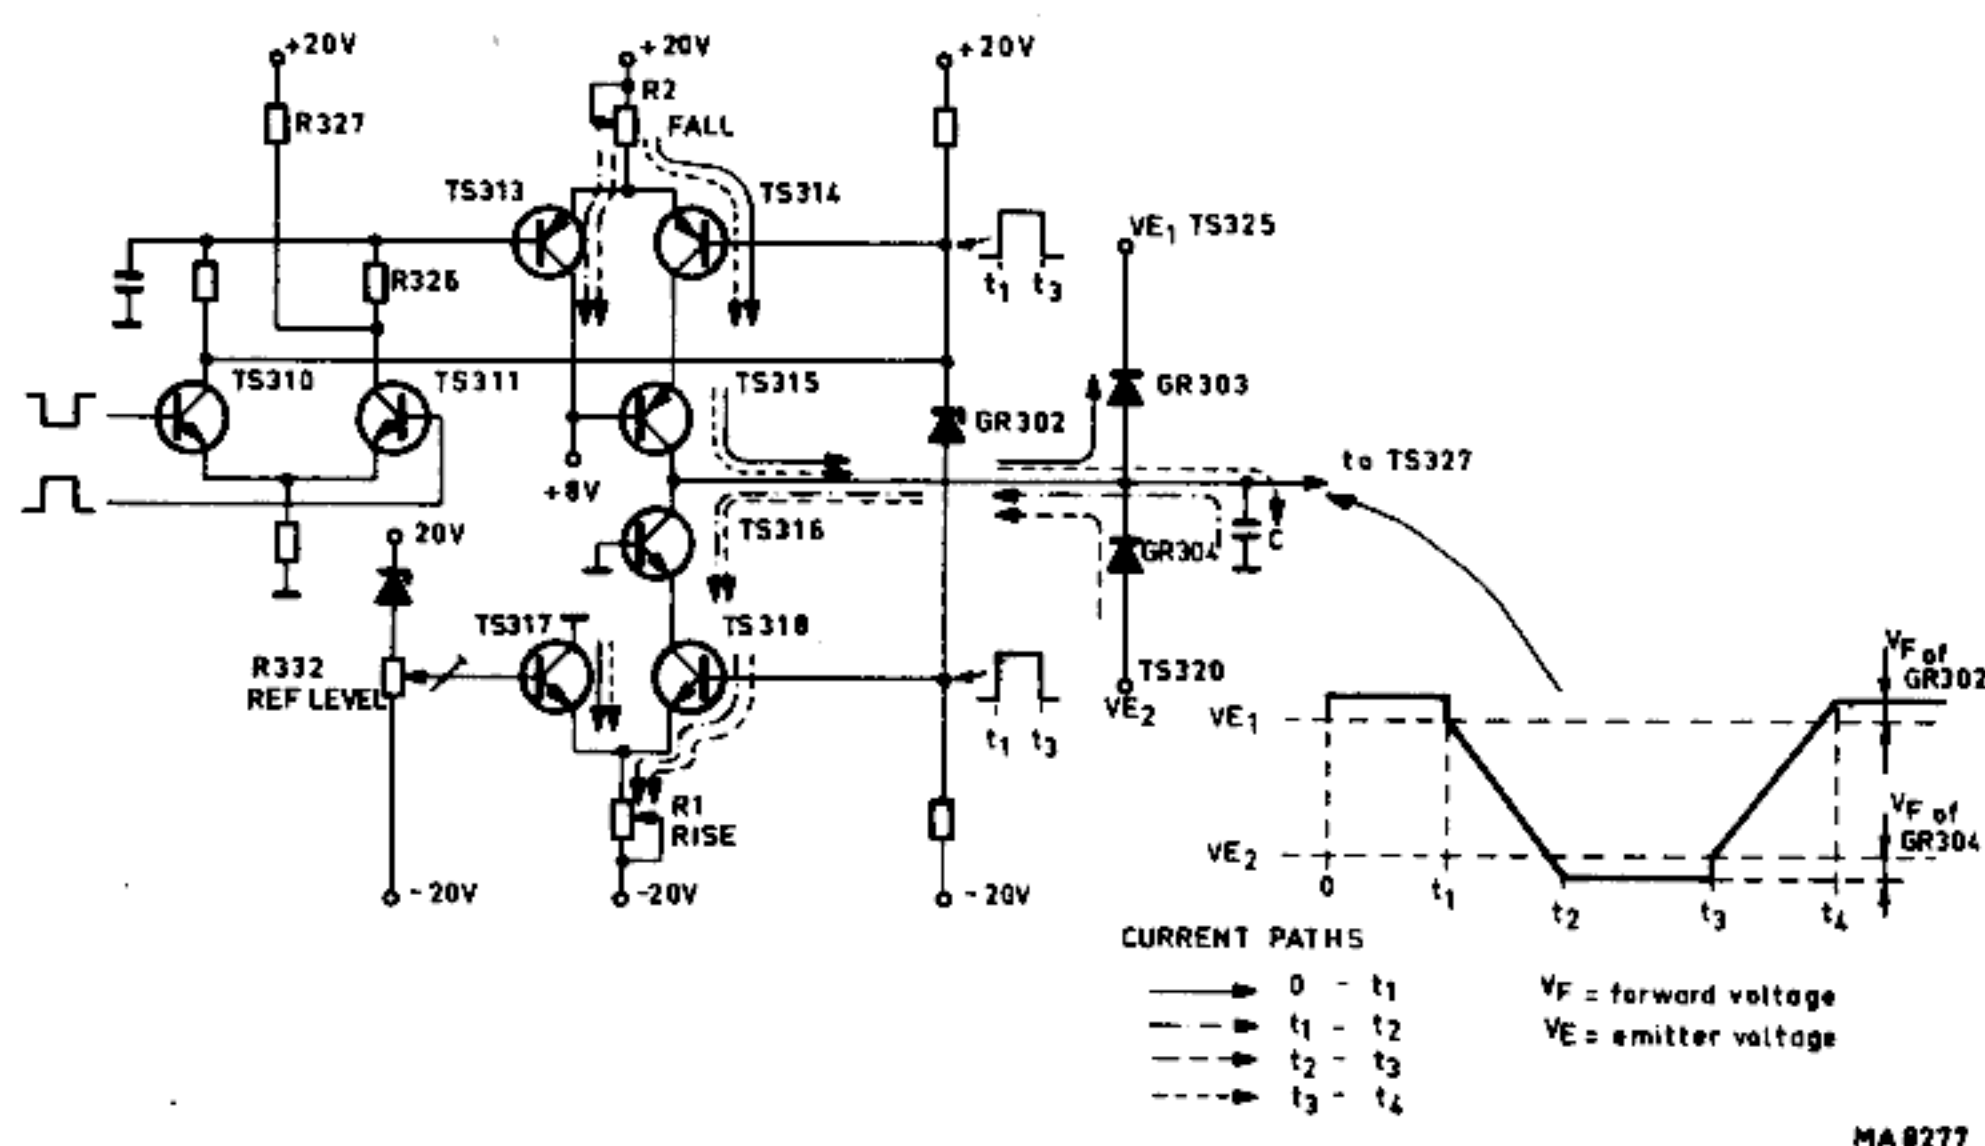 +20V
+20V
+20V
R2
R327
FALL
TS313
TS314
VE1 TS325
t1 t3
R326
TS310
TS311
TS315
GR303
GR302
+8V
to TS327
TS316
GR304
C
20V
TS317
TS318
R332
REF LEVEL
TS320
VE2
t1 t3
R1
RISE
-20V
-20V
-20V
VF of
GR302
VE1
VF of
GR304
VE2
0
t1
t2
t3
t4
CURRENT PATHS
0 - t1
t1 - t2
t2 - t3
t3 - t4
VF = forward voltage
VE = emitter voltage
MA 8277